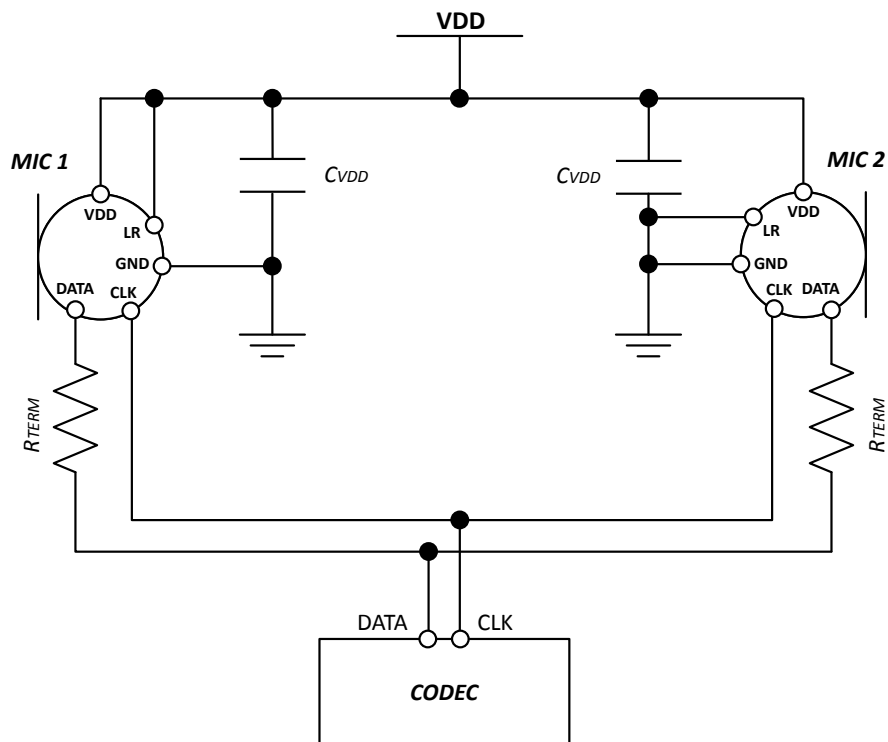 VDD
MIC 1
MIC 2
CVDD
CVDD
VDD
LR
GND
DATA
CLK
VDD
LR
GND
CLK
DATA
RTERM
RTERM
DATA
CLK
CODEC